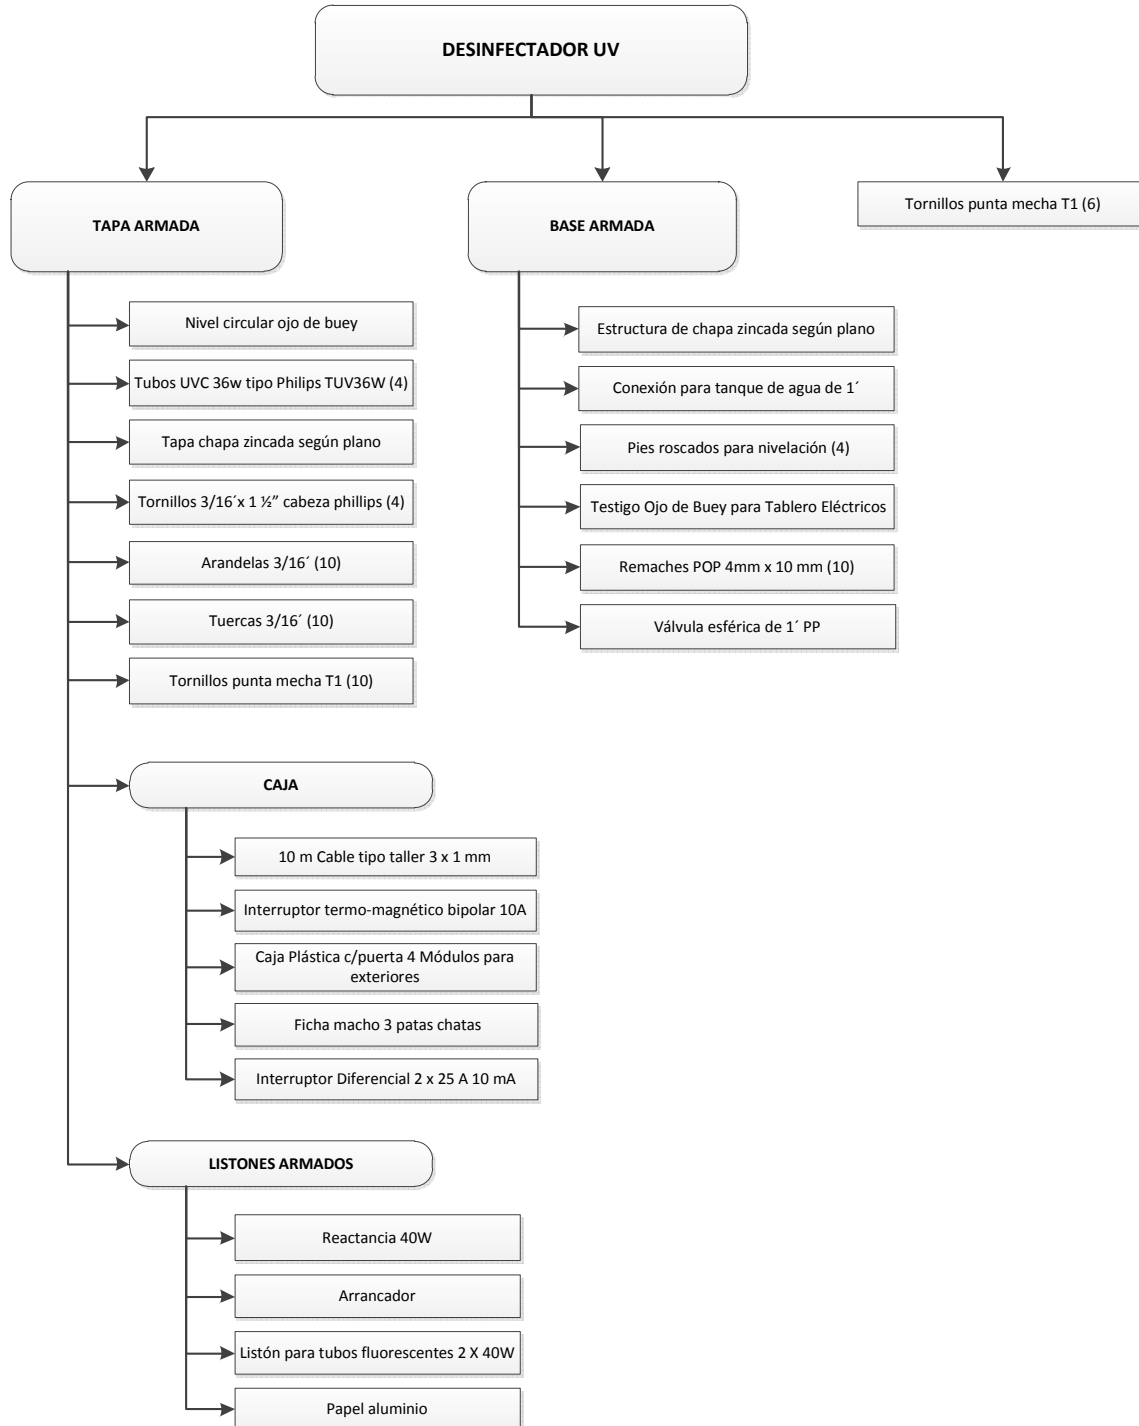 DESINFECTADOR UV
TAPA ARMADA
BASE ARMADA
Tornillos punta mecha T1 (6)
Nivel circular ojo de buey
Tubos UVC 36w tipo Philips TUV36W (4)
Tapa chapa zincada según plano
Tornillos 3/16´x 1 ½” cabeza phillips (4)
Arandelas 3/16´ (10)
Tuercas 3/16´ (10)
Tornillos punta mecha T1 (10)
Estructura de chapa zincada según plano
Conexión para tanque de agua de 1´
Pies roscados para nivelación (4)
Testigo Ojo de Buey para Tablero Eléctricos
Remaches POP 4mm x 10 mm (10)
Válvula esférica de 1´ PP
CAJA
10 m Cable tipo taller 3 x 1 mm
Interruptor termo-magnético bipolar 10A
Caja Plástica c/puerta 4 Módulos para
exteriores
Ficha macho 3 patas chatas
Interruptor Diferencial 2 x 25 A 10 mA
LISTONES ARMADOS
Reactancia 40W
Arrancador
Listón para tubos fluorescentes 2 X 40W
Papel aluminio